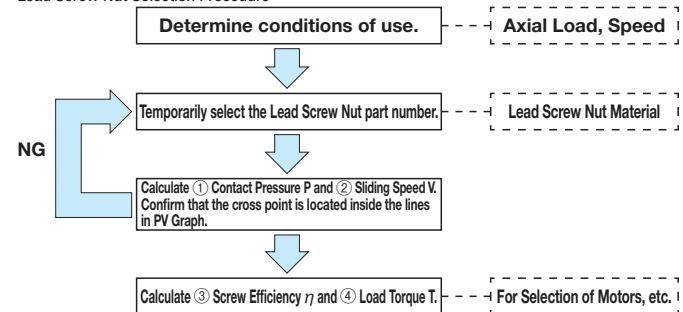 Lead Screw Nut Selection Procedure
Determine conditions of use.
Axial Load, Speed
Temporarily select the Lead Screw Nut part number.
Lead Screw Nut Material
NG
Calculate ① Contact Pressure P and ② Sliding Speed V.
Confirm that the cross point is located inside the lines
in PV Graph.
Calculate ③ Screw Efficiency η and ④ Load Torque T.
For Selection of Motors, etc.